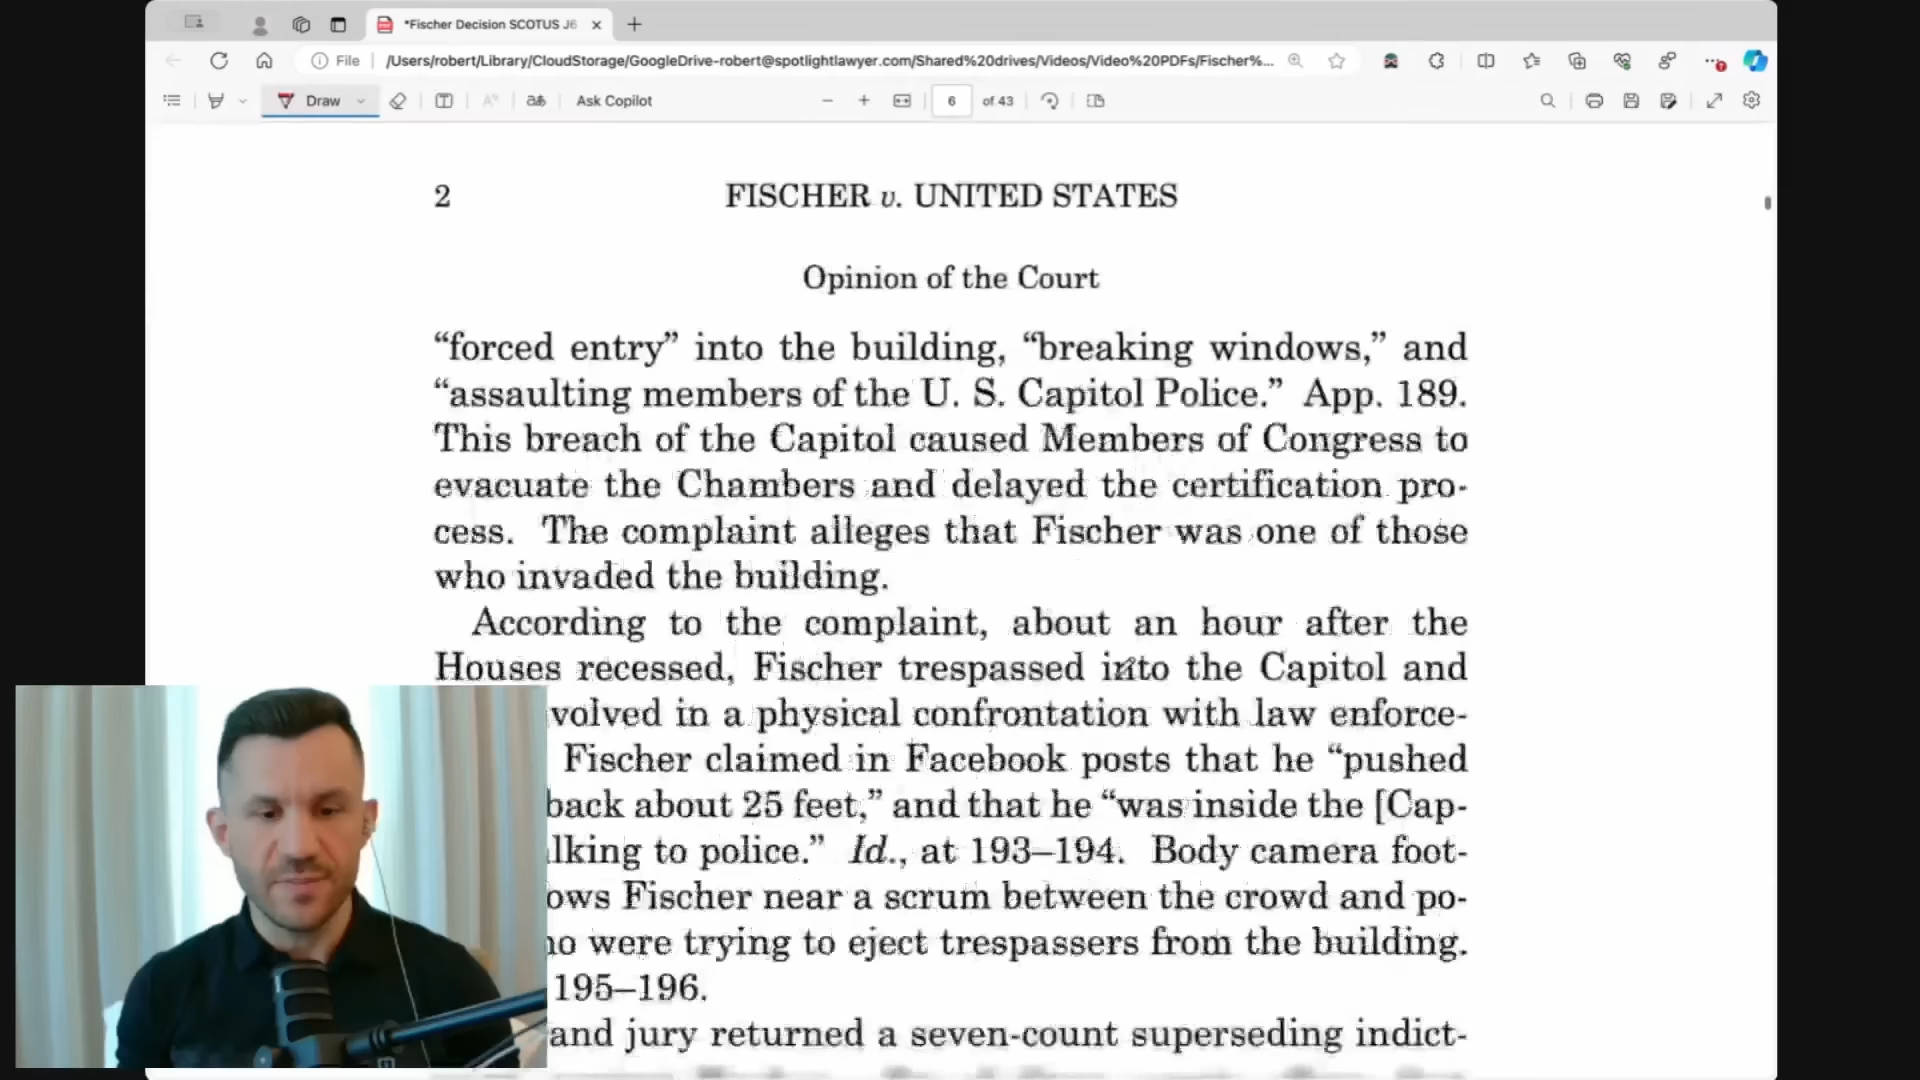 *Fischer Decision SCOTUS J6
File
/Users/robert/Library/CloudStorage/GoogleDrive-robert@spotlightlawyer.com/Shared%20drives/Videos/Video%20PDFs/Fischer%...
Draw
Ask Copilot
6 of 43
2 FISCHER v. UNITED STATES
Opinion of the Court
“forced entry” into the building, “breaking windows,” and
“assaulting members of the U. S. Capitol Police.” App. 189.
This breach of the Capitol caused Members of Congress to
evacuate the Chambers and delayed the certification pro-
cess. The complaint alleges that Fischer was one of those
who invaded the building.
According to the complaint, about an hour after the
Houses recessed, Fischer trespassed into the Capitol and
volved in a physical confrontation with law enforce-
Fischer claimed in Facebook posts that he “pushed
back about 25 feet,” and that he “was inside the [Cap-
lking to police.” Id., at 193–194. Body camera foot-
ows Fischer near a scrum between the crowd and po-
ho were trying to eject trespassers from the building.
195–196.
and jury returned a seven-count superseding indict-